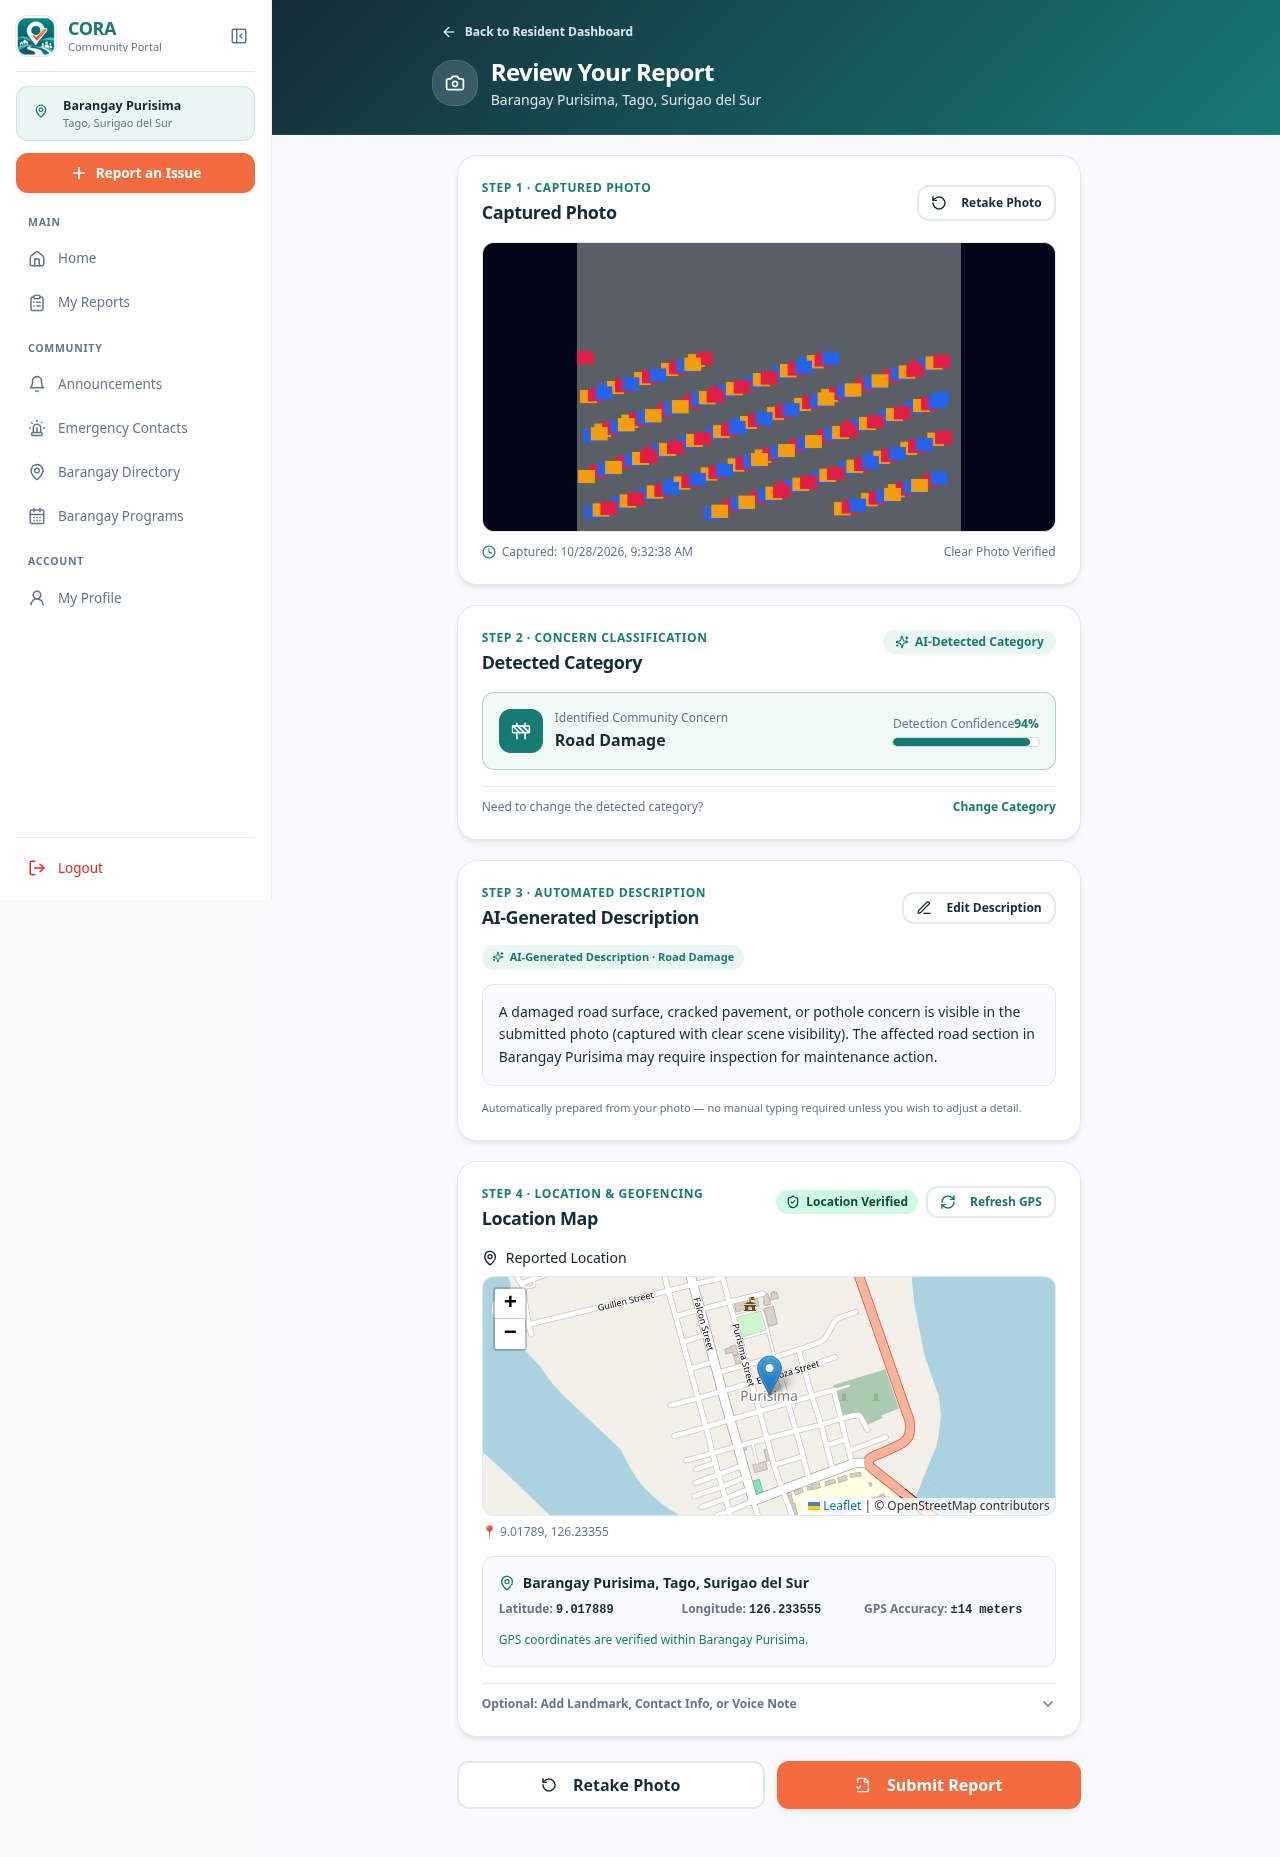 CORA
Community Portal
Barangay Purisima
Tago, Surigao del Sur
Report an Issue
MAIN
Home
My Reports
COMMUNITY
Announcements
Emergency Contacts
Barangay Directory
Barangay Programs
ACCOUNT
My Profile
Logout
Back to Resident Dashboard
Review Your Report
Barangay Purisima, Tago, Surigao del Sur
STEP 1 · CAPTURED PHOTO
Captured Photo
Retake Photo
Captured: 10/28/2026, 9:32:38 AM
Clear Photo Verified
STEP 2 · CONCERN CLASSIFICATION
Detected Category
AI-Detected Category
Identified Community Concern
Road Damage
Detection Confidence94%
Need to change the detected category?
Change Category
STEP 3 · AUTOMATED DESCRIPTION
AI-Generated Description
Edit Description
AI-Generated Description · Road Damage
A damaged road surface, cracked pavement, or pothole concern is visible in the
submitted photo (captured with clear scene visibility). The affected road section in
Barangay Purisima may require inspection for maintenance action.
Automatically prepared from your photo — no manual typing required unless you wish to adjust a detail.
STEP 4 · LOCATION & GEOFENCING
Location Map
Location Verified
Refresh GPS
Reported Location
+
−
Guillen Street
Falcon Street
Purisima Street
Street
Purisima
Leaflet | © OpenStreetMap contributors
📍 9.01789, 126.23355
Barangay Purisima, Tago, Surigao del Sur
Latitude: 9.017889
Longitude: 126.233555
GPS Accuracy: ±14 meters
GPS coordinates are verified within Barangay Purisima.
Optional: Add Landmark, Contact Info, or Voice Note
Retake Photo
Submit Report